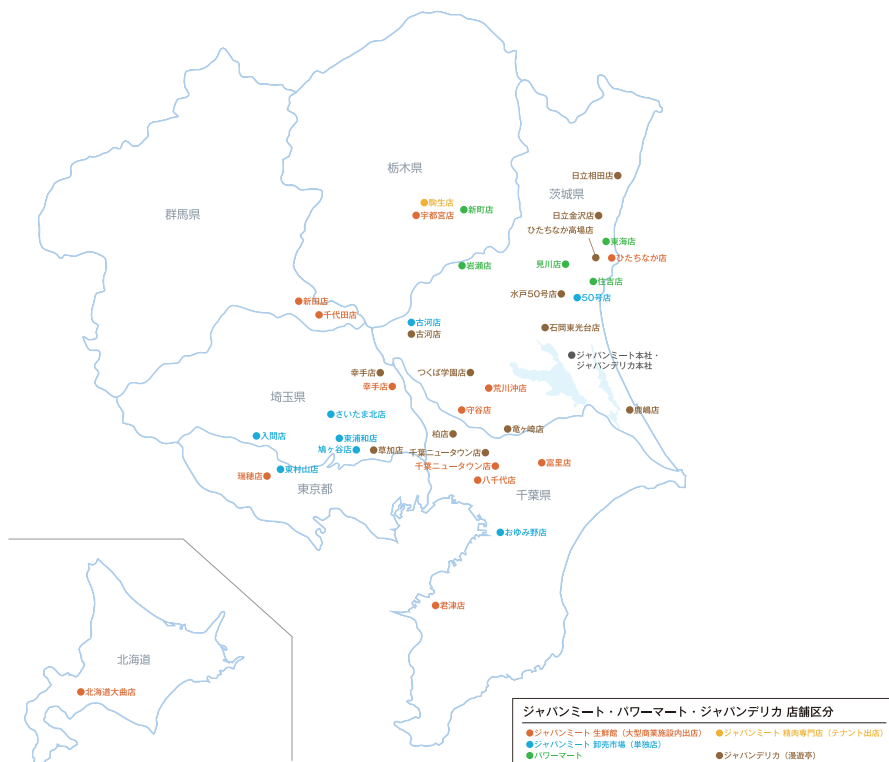 栃木県
日立相田店
茨城県
駒生店
新町店
群馬県
宇都宮店
日立金沢店
ひたちなか高場店
東海店
ひたちなか店
岩瀬店
見川店
住吉店
水戸50号店
50号店
新田店
千代田店
古河店
古河店
石岡東光台店
ジャパンミート本社・
ジャパンデリカ本社
幸手店
つくば学園店
幸手店
荒川沖店
埼玉県
さいたま北店
守谷店
鹿嶋店
入間店
東浦和店
柏店
竜ヶ崎店
鳩ヶ谷店
草加店
千葉ニュータウン店
東村山店
千葉ニュータウン店
富里店
瑞穂店
八千代店
東京都
千葉県
おゆみ野店
君津店
北海道
北海道大曲店
ジャパンミート・パワーマート・ジャパンデリカ 店舗区分
ジャパンミート 生鮮館（大型商業施設内出店）
ジャパンミート 精肉専門店（テナント出店）
ジャパンミート 卸売市場（単独店）
パワーマート
ジャパンデリカ（漫遊亭）